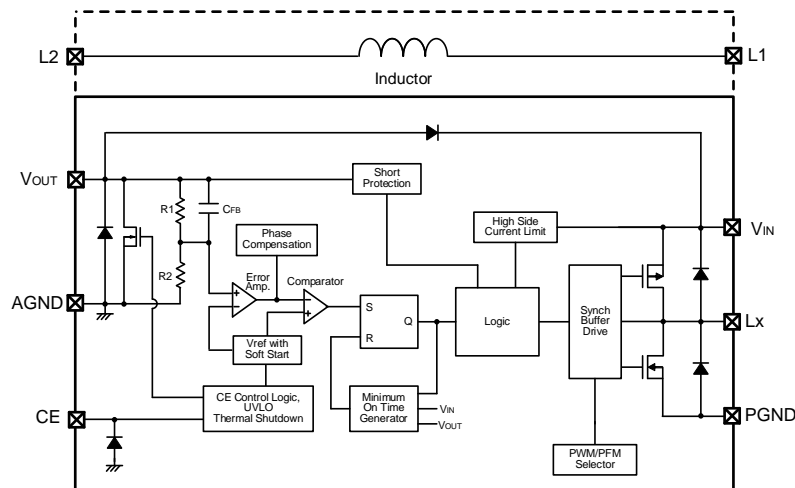 L2
L1
Inductor
VOUT
Short
Protection
R1
CFB
High Side
Current Limit
VIN
Phase
Compensation
R2
Error
Amp.
Comparator
AGND
+
−
−
+
S
Q
R
Logic
Synch
Buffer
Drive
Lx
Vref with
Soft Start
CE Control Logic,
UVLO
Thermal Shutdown
Minimum
On Time
Generator
VIN
VOUT
CE
PGND
PWM/PFM
Selector